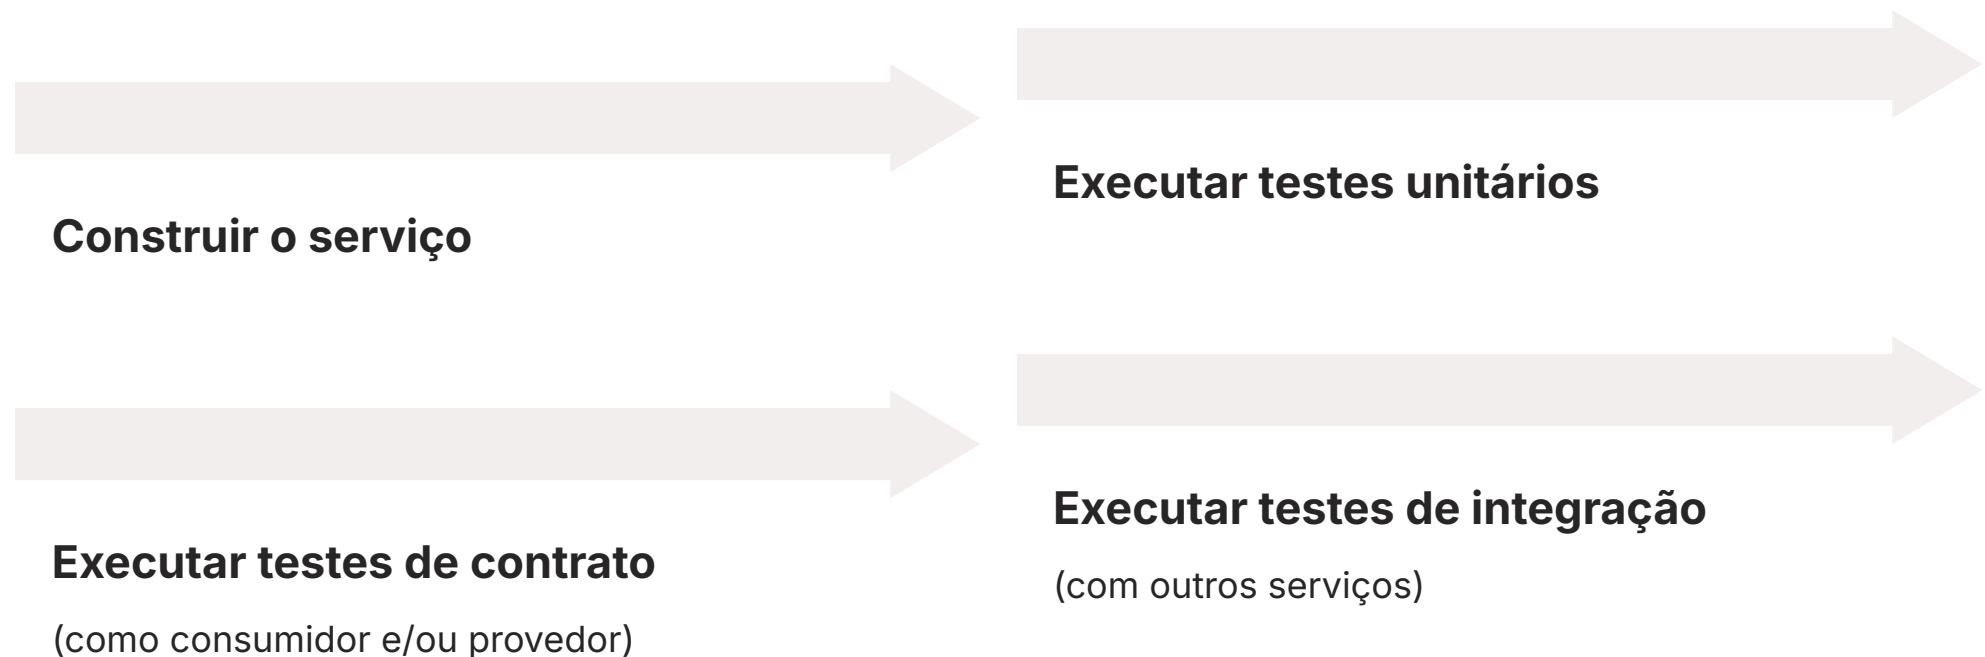 Construir o serviço
Executar testes unitários
Executar testes de contrato
(como consumidor e/ou provedor)
Executar testes de integração
(com outros serviços)